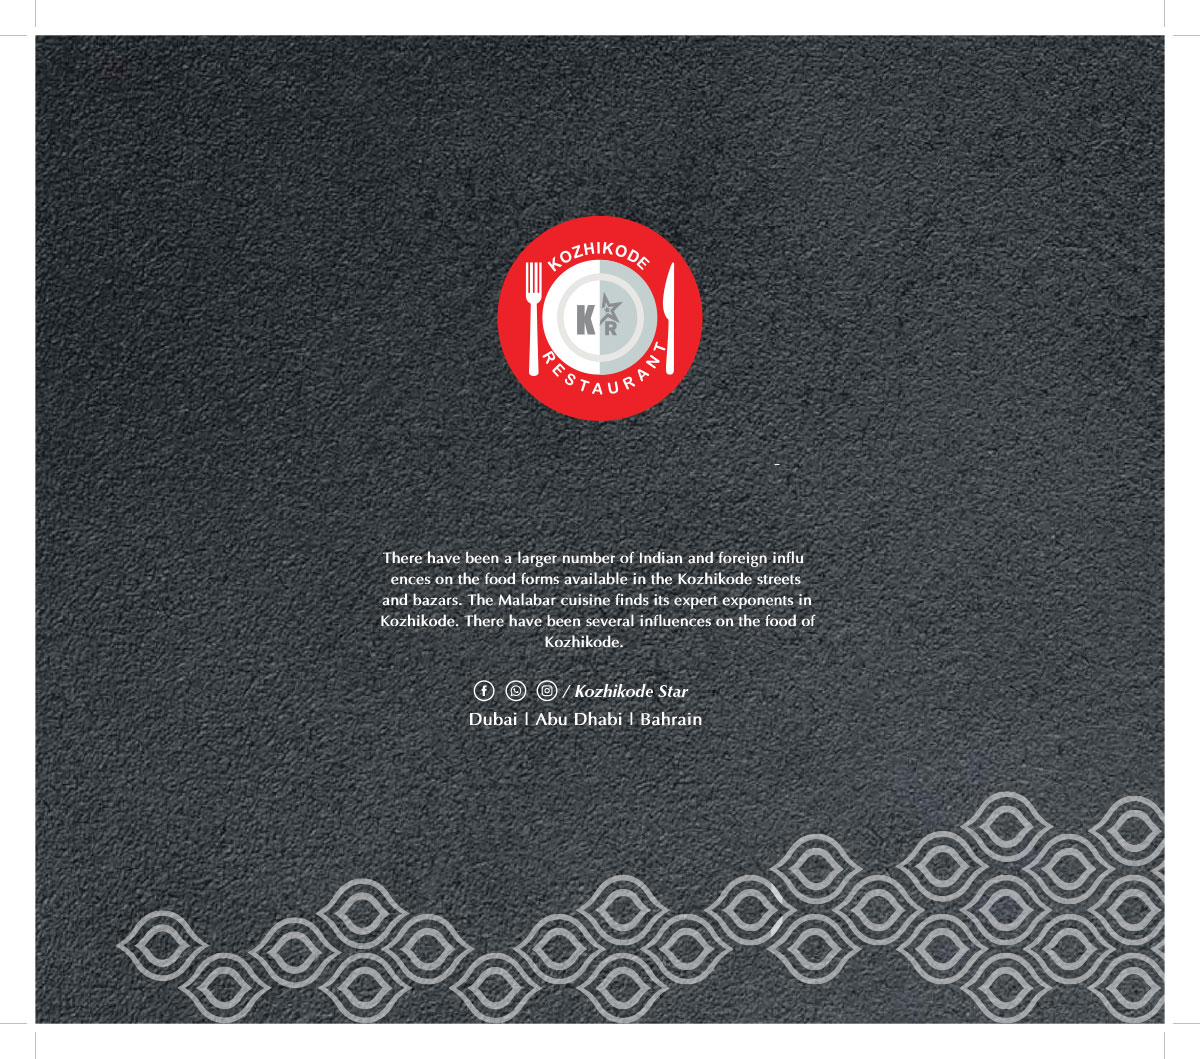 KOZHIKODE
K R
RESTAURANT
-
There have been a larger number of Indian and foreign influ
ences on the food forms available in the Kozhikode streets
and bazars. The Malabar cuisine finds its expert exponents in
Kozhikode. There have been several influences on the food of
Kozhikode.
/ Kozhikode Star
Dubai | Abu Dhabi | Bahrain